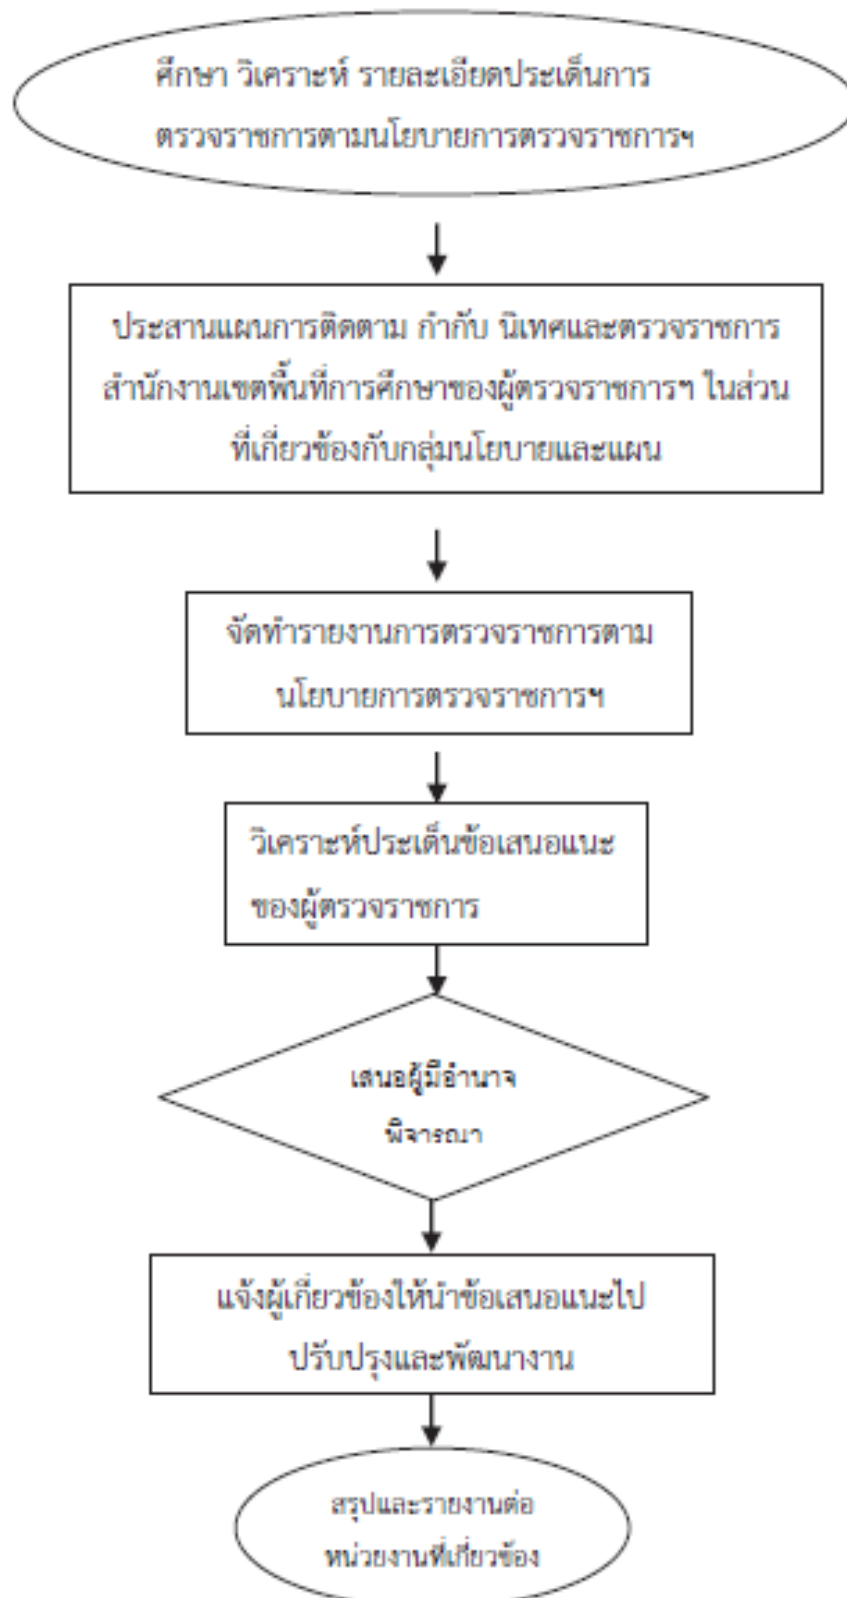 ศึกษา วิเคราะห์ รายละเอียดประเด็นการ
ตรวจราชการตามนโยบายการตรวจราชการฯ
ประสานแผนการติดตาม กำกับ นิเทศและตรวจราชการ
สำนักงานเขตพื้นที่การศึกษาของผู้ตรวจราชการฯ ในส่วน
ที่เกี่ยวข้องกับกลุ่มนโยบายและแผน
จัดทำรายงานการตรวจราชการตาม
นโยบายการตรวจราชการฯ
วิเคราะห์ประเด็นข้อเสนอแนะ
ของผู้ตรวจราชการ
เสนอผู้มีอำนาจ
พิจารณา
แจ้งผู้เกี่ยวข้องให้นำข้อเสนอแนะไป
ปรับปรุงและพัฒนางาน
สรุปและรายงานต่อ
หน่วยงานที่เกี่ยวข้อง